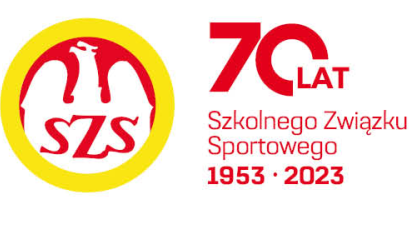 SZS
70 LAT
Szkolnego Związku
Sportowego
1953 · 2023